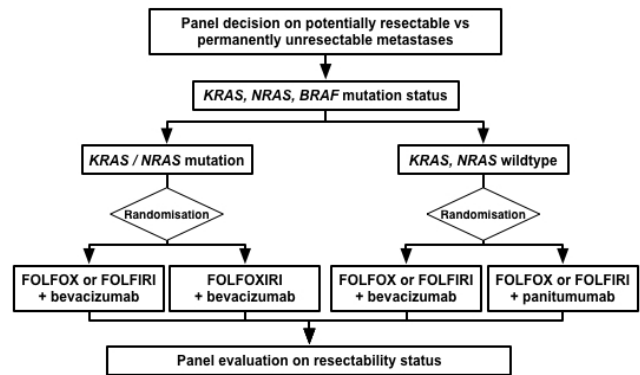 Panel decision on potentially resectable vs
permanently unresectable metastases
KRAS, NRAS, BRAF mutation status
KRAS / NRAS mutation
KRAS, NRAS wildtype
Randomisation
Randomisation
FOLFOX or FOLFIRI
+ bevacizumab
FOLFOXIRI
+ bevacizumab
FOLFOX or FOLFIRI
+ bevacizumab
FOLFOX or FOLFIRI
+ panitumumab
Panel evaluation on resectability status